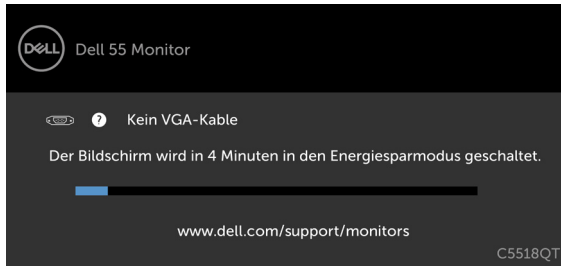 DELL
Dell 55 Monitor
? Kein VGA-Kable
Der Bildschirm wird in 4 Minuten in den Energiesparmodus geschaltet.
www.dell.com/support/monitors
C5518QT